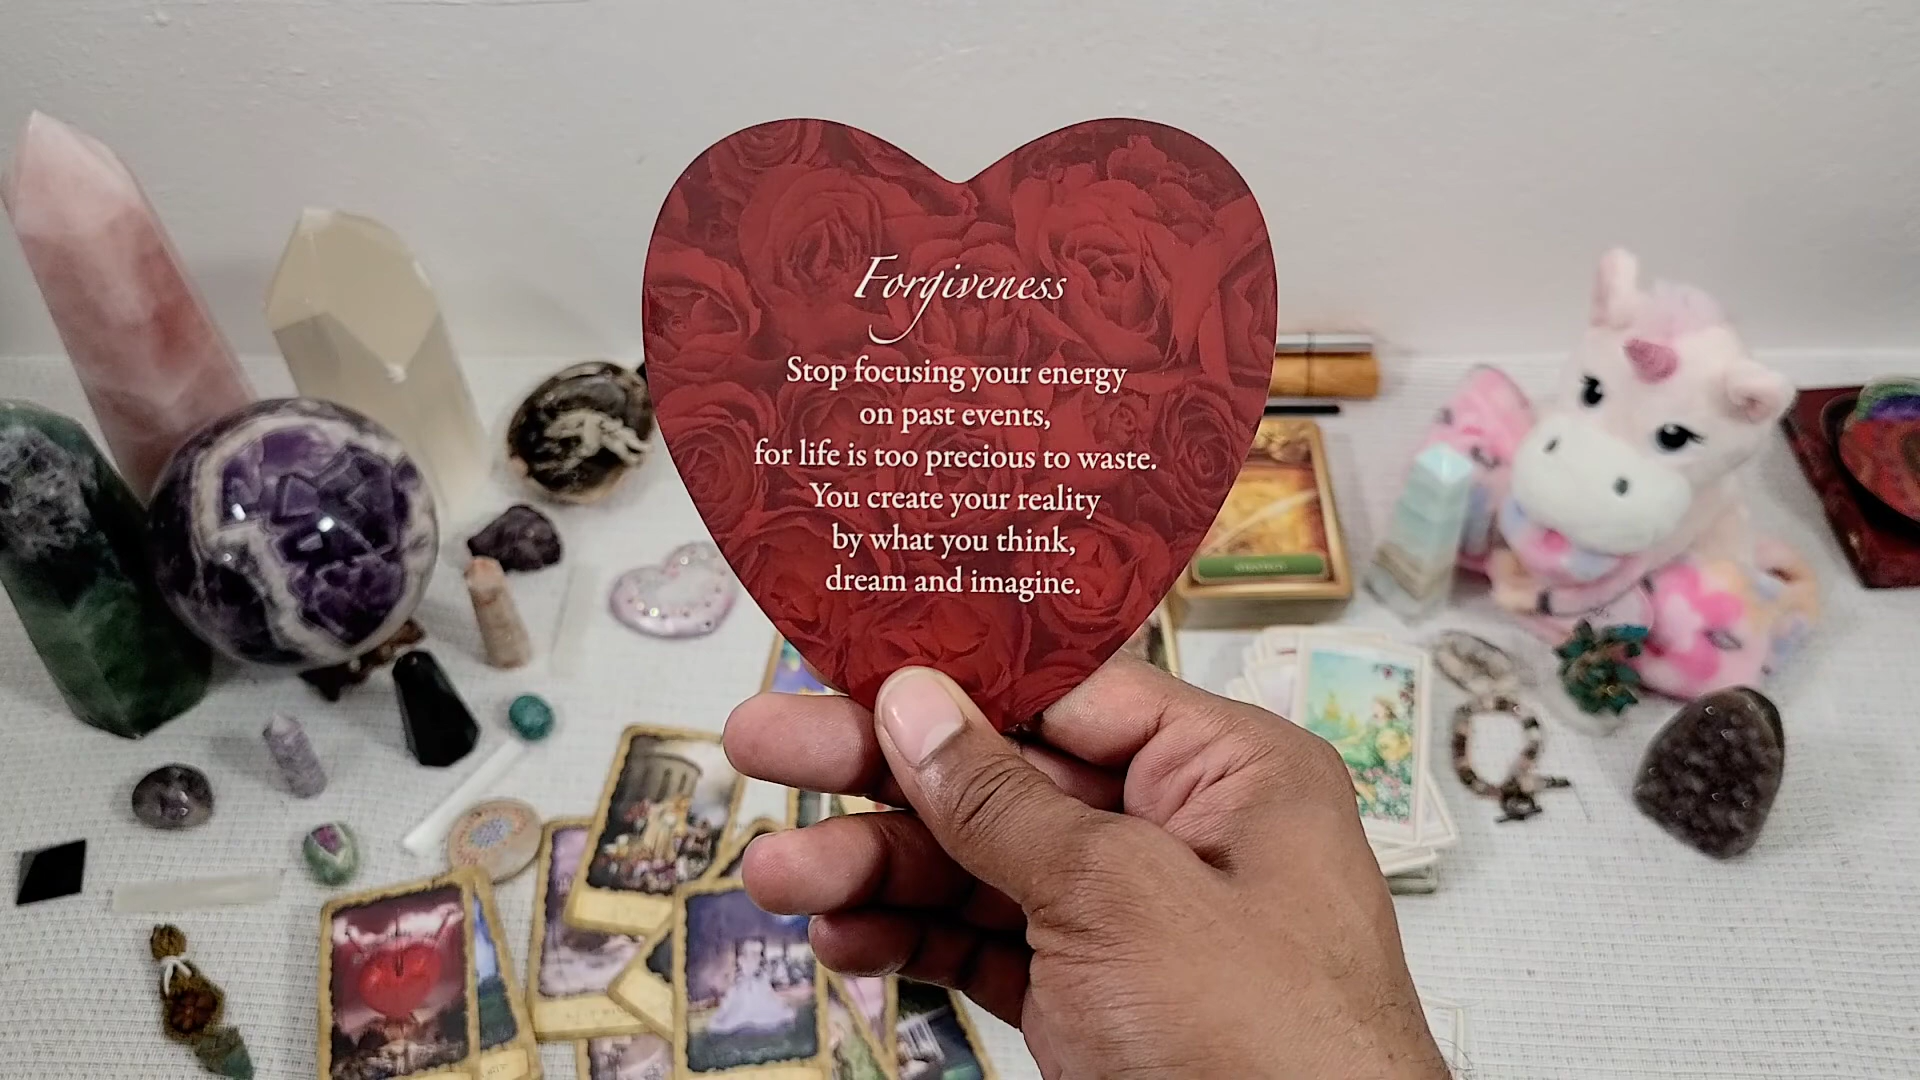 Forgiveness
Stop focusing your energy
on past events,
for life is too precious to waste.
You create your reality
by what you think,
dream and imagine.